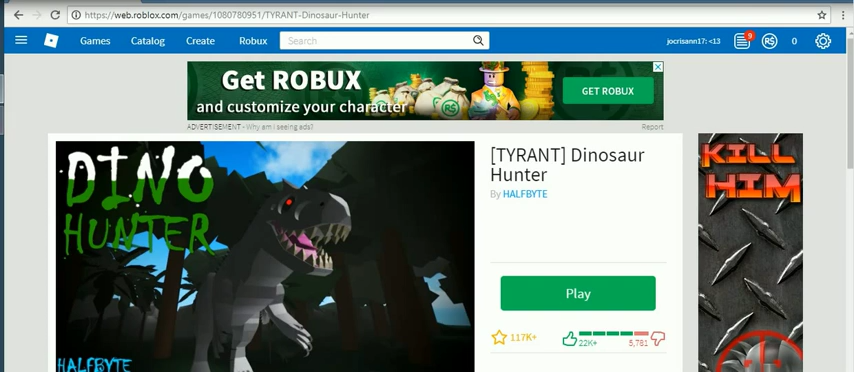 https://web.roblox.com/games/1080780951/TYRANT-Dinosaur-Hunter
Games Catalog Create Robux Search jocrisann17: <13 9 R$ 0
Get ROBUX
and customize your character
GET ROBUX
ADVERTISEMENT - Why am I seeing ads? Report
DINO
HUNTER
HALFBYTE
[TYRANT] Dinosaur
Hunter
By HALFBYTE
Play
117K+ 22K+ 5,781
KILL
HIM